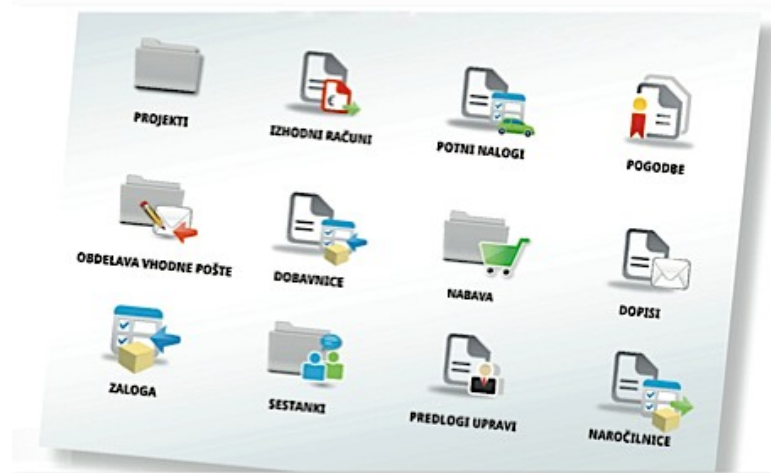 PROJEKTI
IZHODNI RAČUNI
POTNI NALOGI
POGODBE
OBDELAVA VHODNE POŠTE
DOBAVNICE
NABAVA
DOPISI
ZALOGA
SESTANKI
PREDLOGI UPRAVI
NAROČILNICE